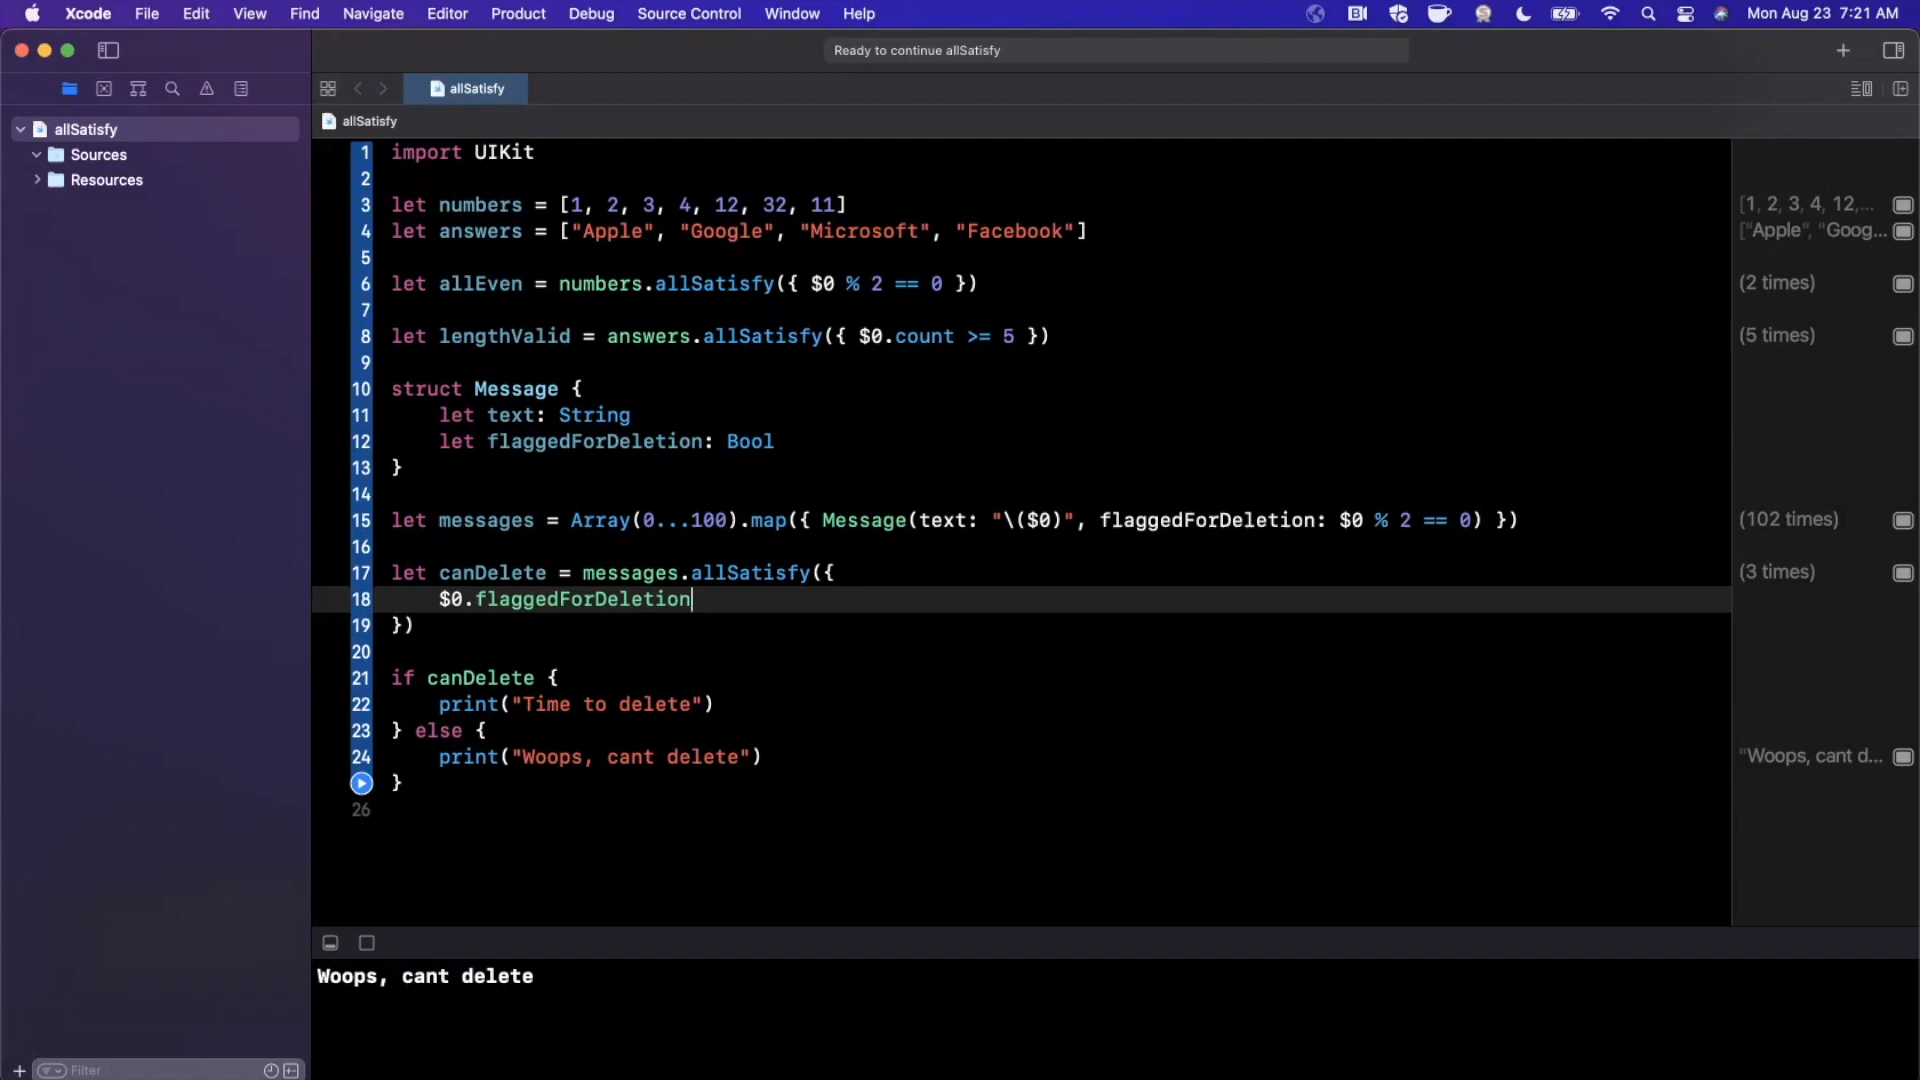 Xcode File Edit View Find Navigate Editor Product Debug Source Control Window Help Mon Aug 23 7:21 AM
Ready to continue allSatisfy
allSatisfy
allSatisfy
allSatisfy
Sources
Resources
1 import UIKit
2
3 let numbers = [1, 2, 3, 4, 12, 32, 11] [1, 2, 3, 4, 12,...
4 let answers = ["Apple", "Google", "Microsoft", "Facebook"] ["Apple", "Goog...
5
6 let allEven = numbers.allSatisfy({ $0 % 2 == 0 }) (2 times)
7
8 let lengthValid = answers.allSatisfy({ $0.count >= 5 }) (5 times)
9
10 struct Message {
11 let text: String
12 let flaggedForDeletion: Bool
13 }
14
15 let messages = Array(0...100).map({ Message(text: "\($0)", flaggedForDeletion: $0 % 2 == 0) }) (102 times)
16
17 let canDelete = messages.allSatisfy({ (3 times)
18 $0.flaggedForDeletion
19 })
20
21 if canDelete {
22 print("Time to delete")
23 } else {
24 print("Woops, cant delete") "Woops, cant d...
}
26
Woops, cant delete
Filter